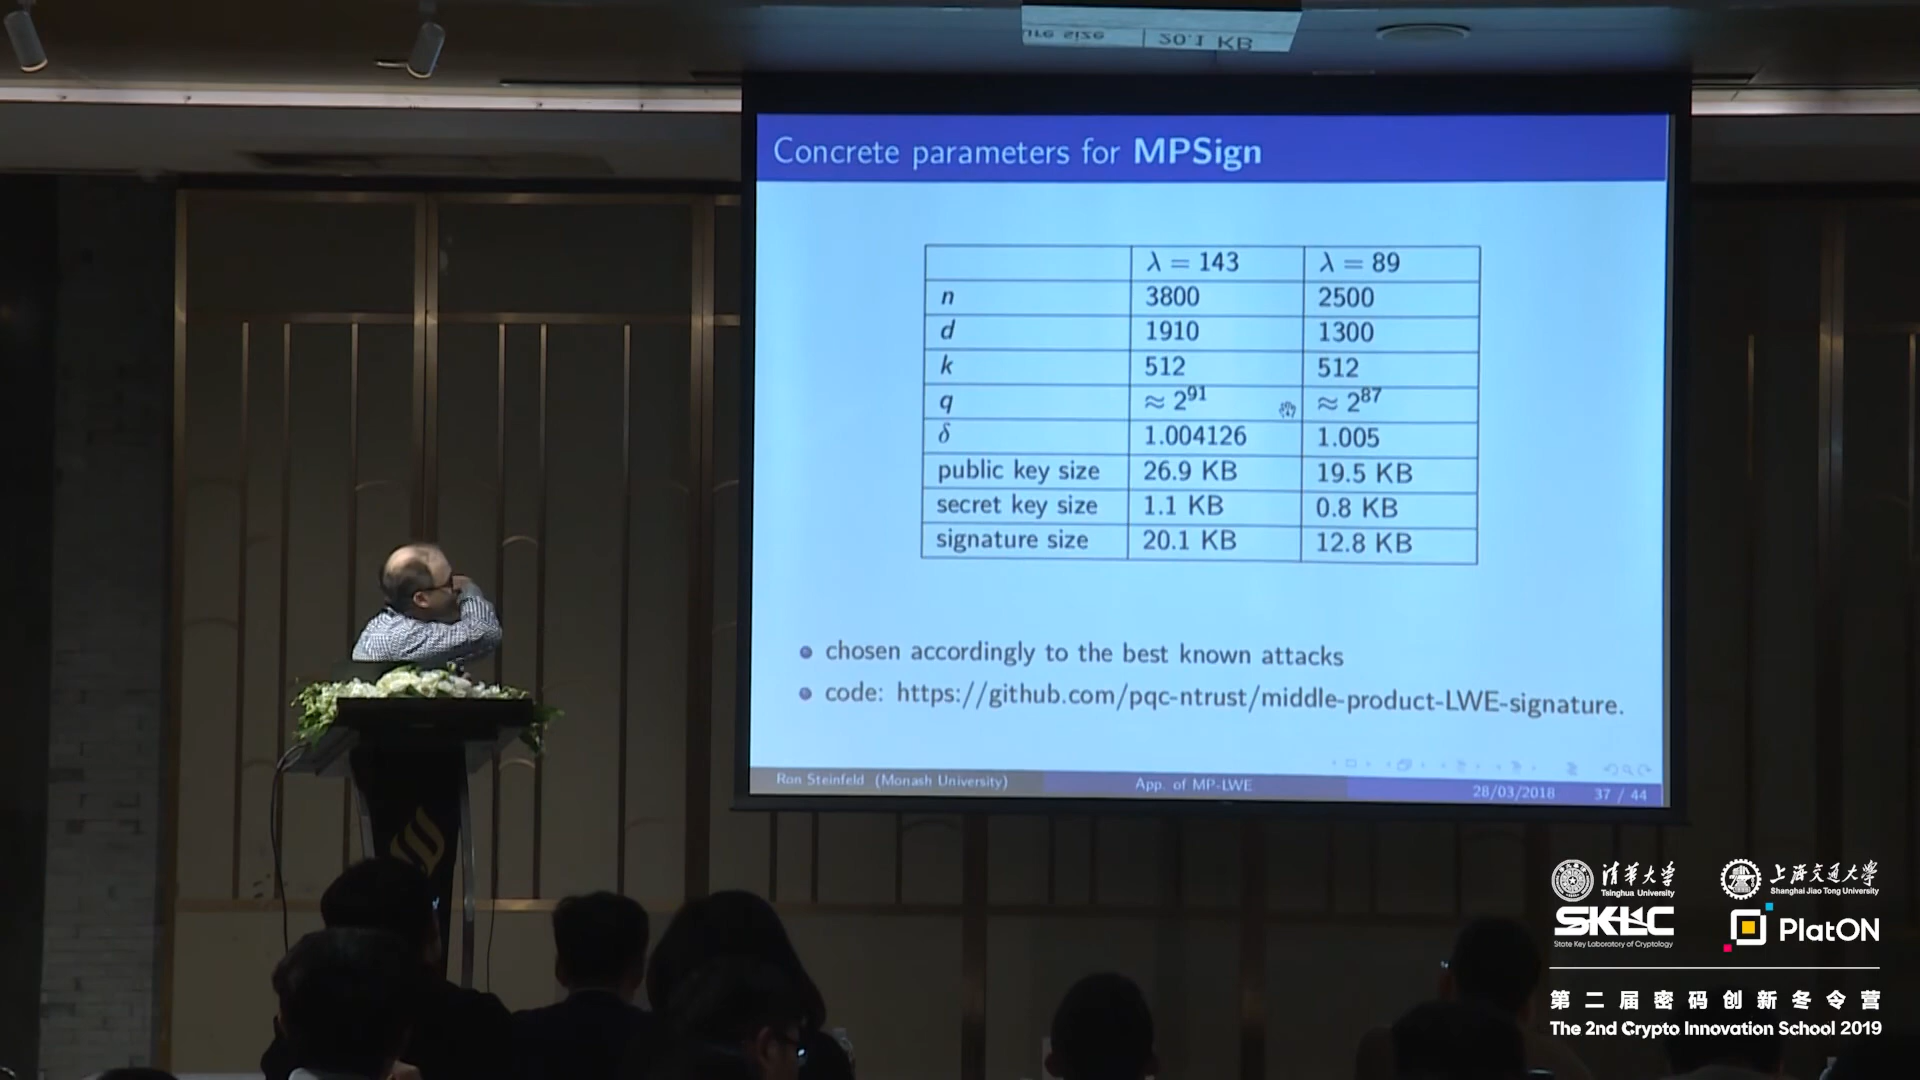 ure size 20.1 KB
Concrete parameters for MPSign
λ = 143 λ = 89
n 3800 2500
d 1910 1300
k 512 512
q ≈ 2^91 ≈ 2^87
δ 1.004126 1.005
public key size 26.9 KB 19.5 KB
secret key size 1.1 KB 0.8 KB
signature size 20.1 KB 12.8 KB
• chosen accordingly to the best known attacks
• code: https://github.com/pqc-ntrust/middle-product-LWE-signature.
Ron Steinfeld (Monash University) App. of MP-LWE 28/03/2018 37 / 44
清华大学 上海交通大学
Tsinghua University Shanghai Jiao Tong University
SKLC PlatON
State Key Laboratory of Cryptology
第二届密码创新冬令营
The 2nd Crypto Innovation School 2019